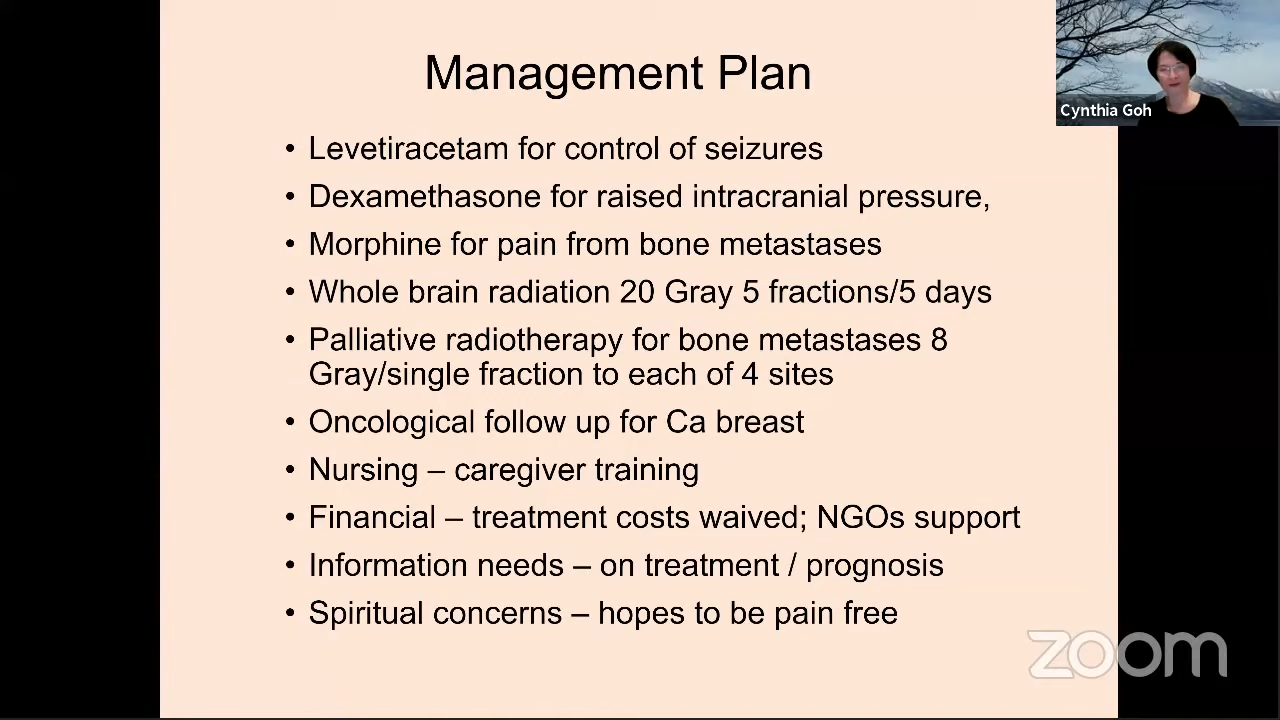 Management Plan
Cynthia Goh
• Levetiracetam for control of seizures
• Dexamethasone for raised intracranial pressure,
• Morphine for pain from bone metastases
• Whole brain radiation 20 Gray 5 fractions/5 days
• Palliative radiotherapy for bone metastases 8
Gray/single fraction to each of 4 sites
• Oncological follow up for Ca breast
• Nursing – caregiver training
• Financial – treatment costs waived; NGOs support
• Information needs – on treatment / prognosis
• Spiritual concerns – hopes to be pain free
zoom